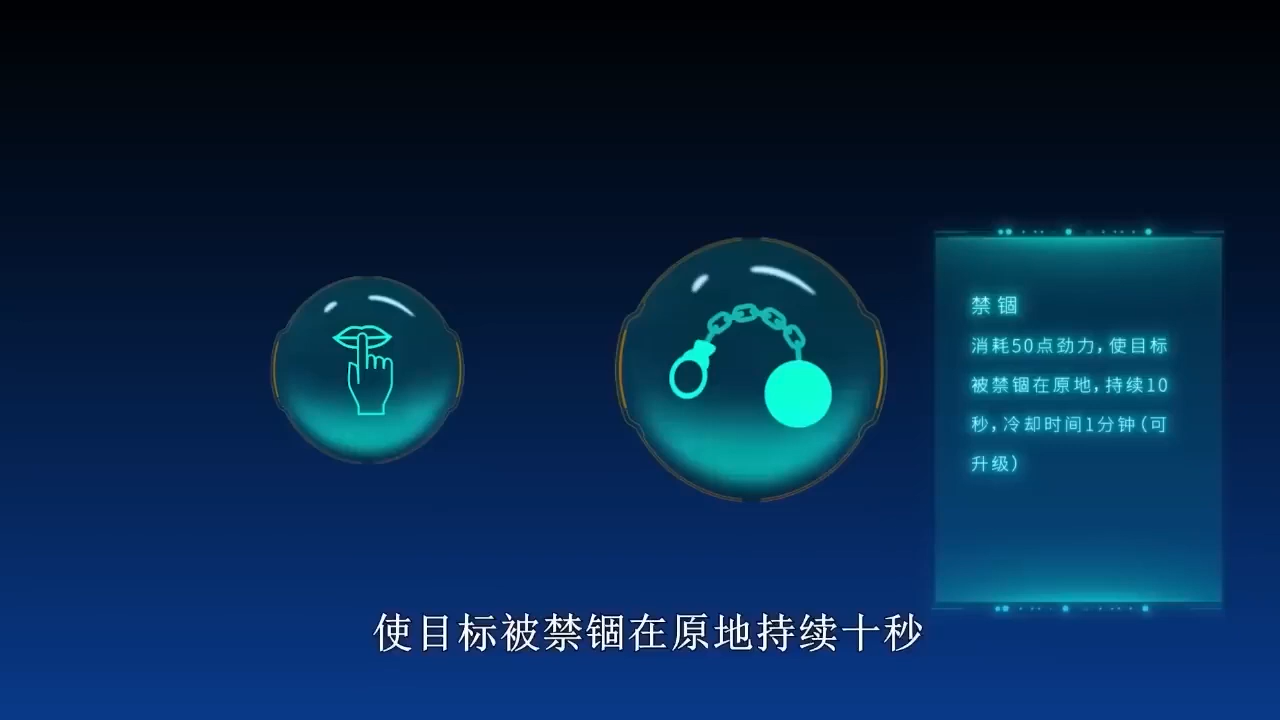 禁锢
消耗50点劲力,使目标
被禁锢在原地,持续10
秒,冷却时间1分钟(可
升级)
使目标被禁锢在原地持续十秒